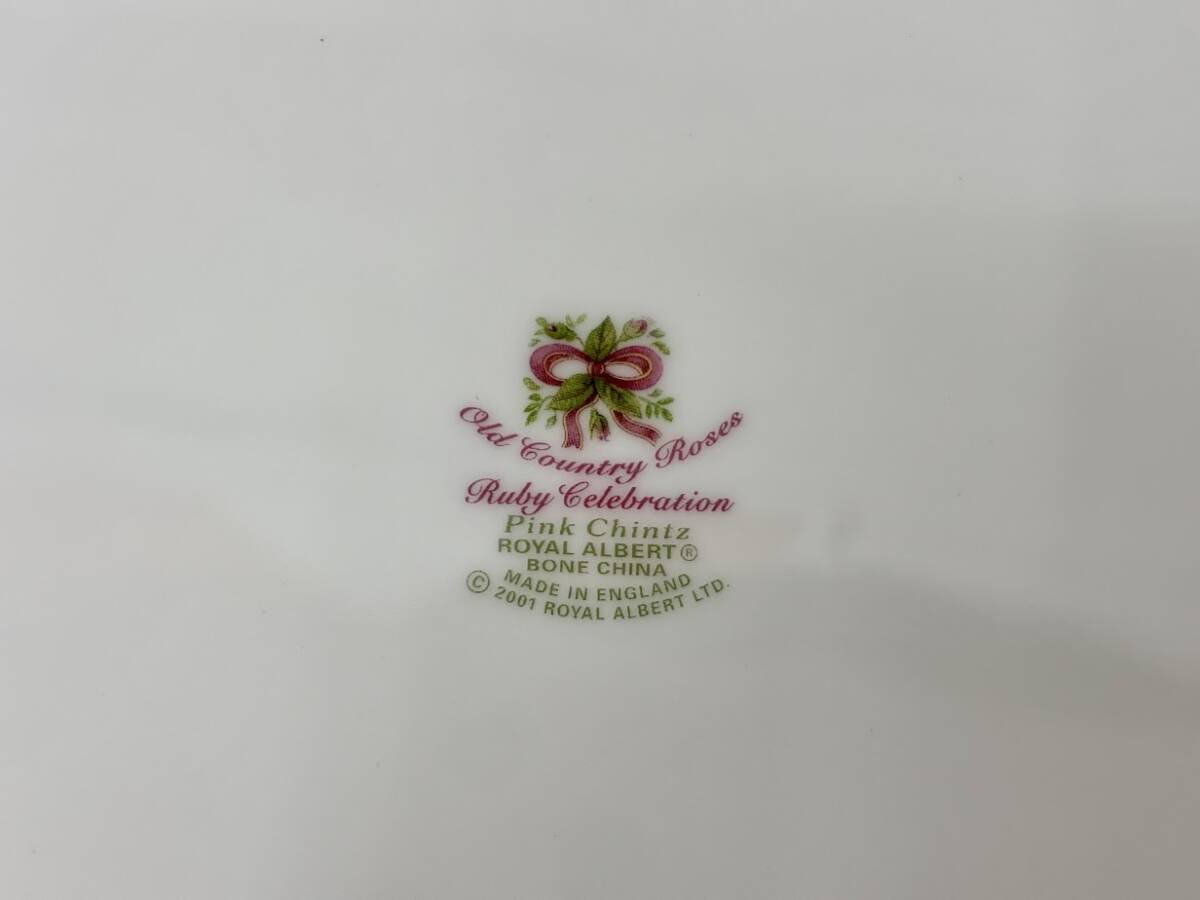 Old Country Roses
Ruby Celebration
Pink Chintz
ROYAL ALBERT®
BONE CHINA
MADE IN ENGLAND
© 2001 ROYAL ALBERT LTD.